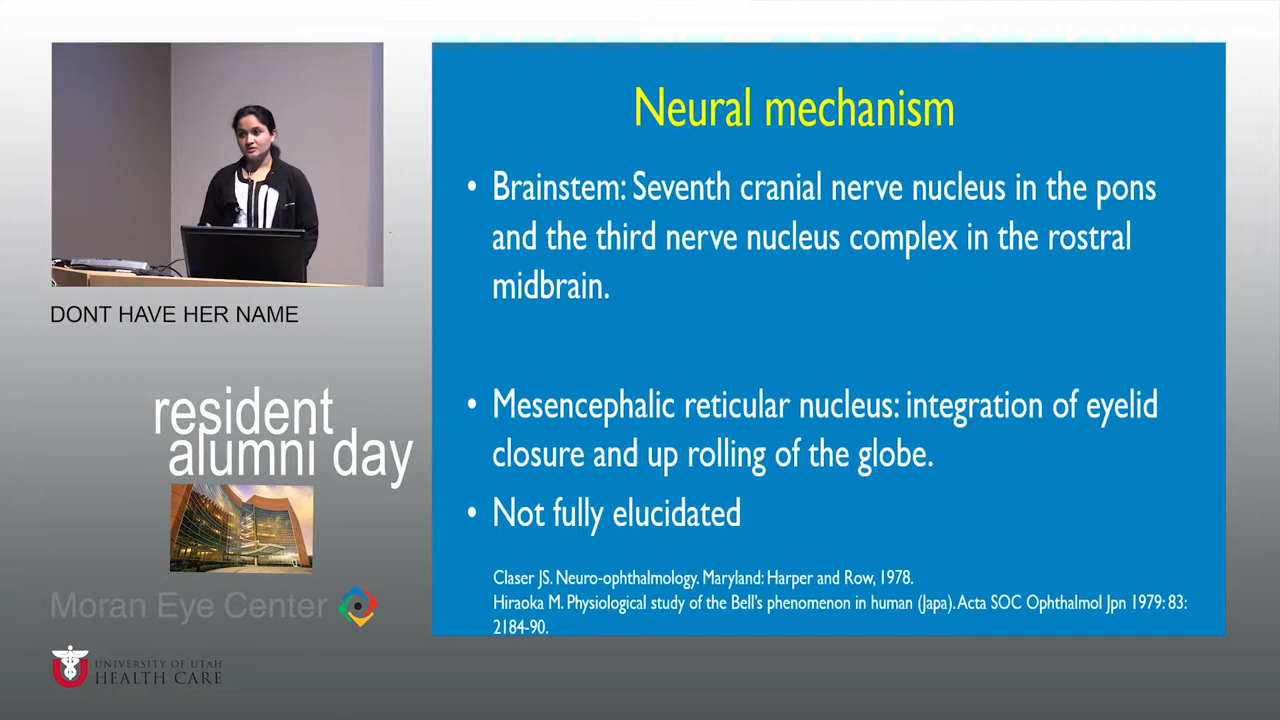 Neural mechanism
• Brainstem: Seventh cranial nerve nucleus in the pons
and the third nerve nucleus complex in the rostral
midbrain.
• Mesencephalic reticular nucleus: integration of eyelid
closure and up rolling of the globe.
• Not fully elucidated
Claser JS. Neuro-ophthalmology. Maryland: Harper and Row, 1978.
Hiraoka M. Physiological study of the Bell's phenomenon in human (Japa). Acta SOC Ophthalmol Jpn 1979: 83:
2184-90.
DONT HAVE HER NAME
resident
alumni day
Moran Eye Center
UNIVERSITY OF UTAH
HEALTH CARE